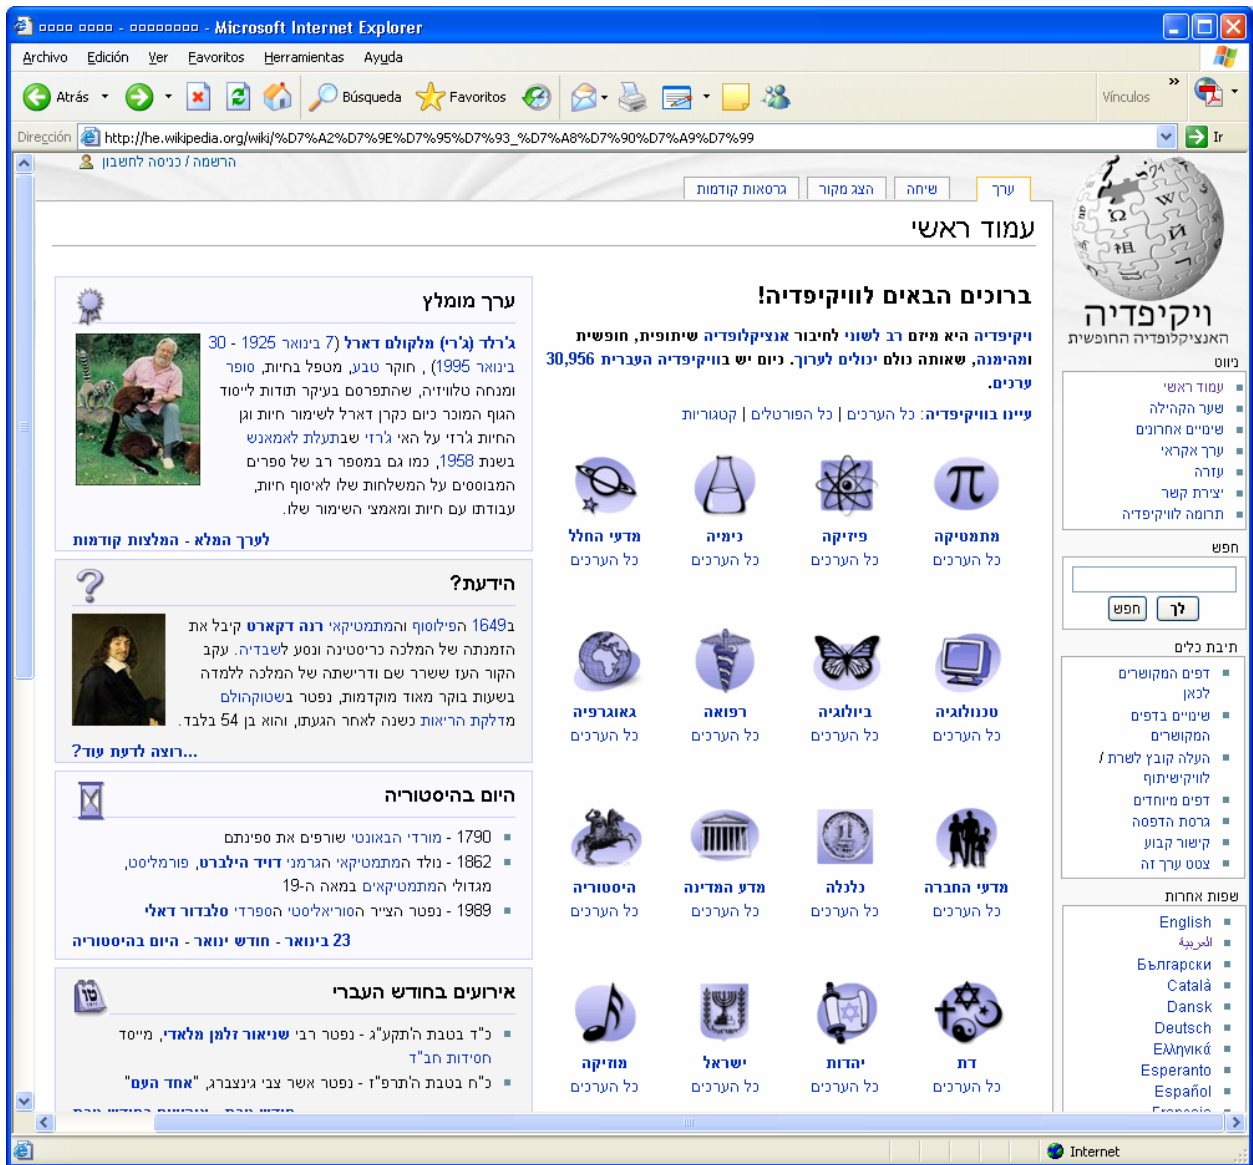 Microsoft Internet Explorer
Archivo Edición Ver Favoritos Herramientas Ayuda
Atrás Búsqueda Favoritos Vínculos
Dirección http://he.wikipedia.org/wiki/%D7%A2%D7%9E%D7%95%D7%93_%D7%A8%D7%90%D7%A9%D7%99 Ir
הרשמה / כניסה לחשבון
ערך שיחה הצג מקור גרסאות קודמות
עמוד ראשי
ברוכים הבאים לוויקיפדיה!
ויקיפדיה היא מיזם רב לשוני לחיבור אנציקלופדיה שיתופית, חופשית
ומהימנה, שאותה כולם יכולים לערוך. כיום יש בוויקיפדיה העברית 30,956
ערכים.
עיינו בוויקיפדיה: כל הערכים | כל הפורטלים | קטגוריות
מתמטיקה פיזיקה כימיה מדעי החלל
כל הערכים כל הערכים כל הערכים כל הערכים
טכנולוגיה ביולוגיה רפואה גאוגרפיה
כל הערכים כל הערכים כל הערכים כל הערכים
מדעי החברה כלכלה מדע המדינה היסטוריה
כל הערכים כל הערכים כל הערכים כל הערכים
דת יהדות ישראל מוזיקה
כל הערכים כל הערכים כל הערכים כל הערכים
ערך מומלץ
ג'רלד (ג'רי) מלקולם דארל (7 בינואר 1925 - 30
בינואר 1995) , חוקר טבע, מטפל בחיות, סופר
ומנחה טלוויזיה, שהתפרסם בעיקר תודות לייסוד
הגוף המוכר כיום כקרן דארל לשימור חיות וגן
החיות ג'רזי על האי ג'רזי שבתעלת לאמאנש
בשנת 1958, כמו גם במספר רב של ספרים
המבוססים על המשלחות שלו לאיסוף חיות,
עבודתו עם חיות ומאמצי השימור שלו.
לערך המלא - המלצות קודמות
הידעת?
ב1649 הפילוסוף והמתמטיקאי רנה דקארט קיבל את
הזמנתה של המלכה כריסטינה ונסע לשבדיה. עקב
הקור העז ששרר שם ודרישתה של המלכה ללמדה
בשעות בוקר מאוד מוקדמות, נפטר בשטוקהולם
מדלקת הריאות כשנה לאחר הגעתו, והוא בן 54 בלבד.
...רוצה לדעת עוד?
היום בהיסטוריה
1790 - מורדי הבאונטי שורפים את ספינתם
1862 - נולד המתמטיקאי הגרמני דויד הילברט, פורמליסט,
מגדולי המתמטיקאים במאה ה-19
1989 - נפטר הצייר הסוריאליסטי הספרדי סלבדור דאלי
23 בינואר - חודש ינואר - היום בהיסטוריה
אירועים בחודש העברי
כ"ד בטבת ה'תקע"ג - נפטר רבי שניאור זלמן מלאדי, מייסד
חסידות חב"ד
כ"ח בטבת ה'תרפ"ז - נפטר אשר צבי גינצברג, "אחד העם"
ויקיפדיה
האנציקלופדיה החופשית
ניווט
עמוד ראשי
שער הקהילה
שינויים אחרונים
ערך אקראי
עזרה
יצירת קשר
תרומה לוויקיפדיה
חפש
לך חפש
תיבת כלים
דפים המקושרים
לכאן
שינויים בדפים
המקושרים
העלה קובץ לשרת /
לוויקישיתוף
דפים מיוחדים
גרסת הדפסה
קישור קבוע
צטט ערך זה
שפות אחרות
English
العربية
Български
Català
Dansk
Deutsch
Ελληνικά
Esperanto
Español
Internet